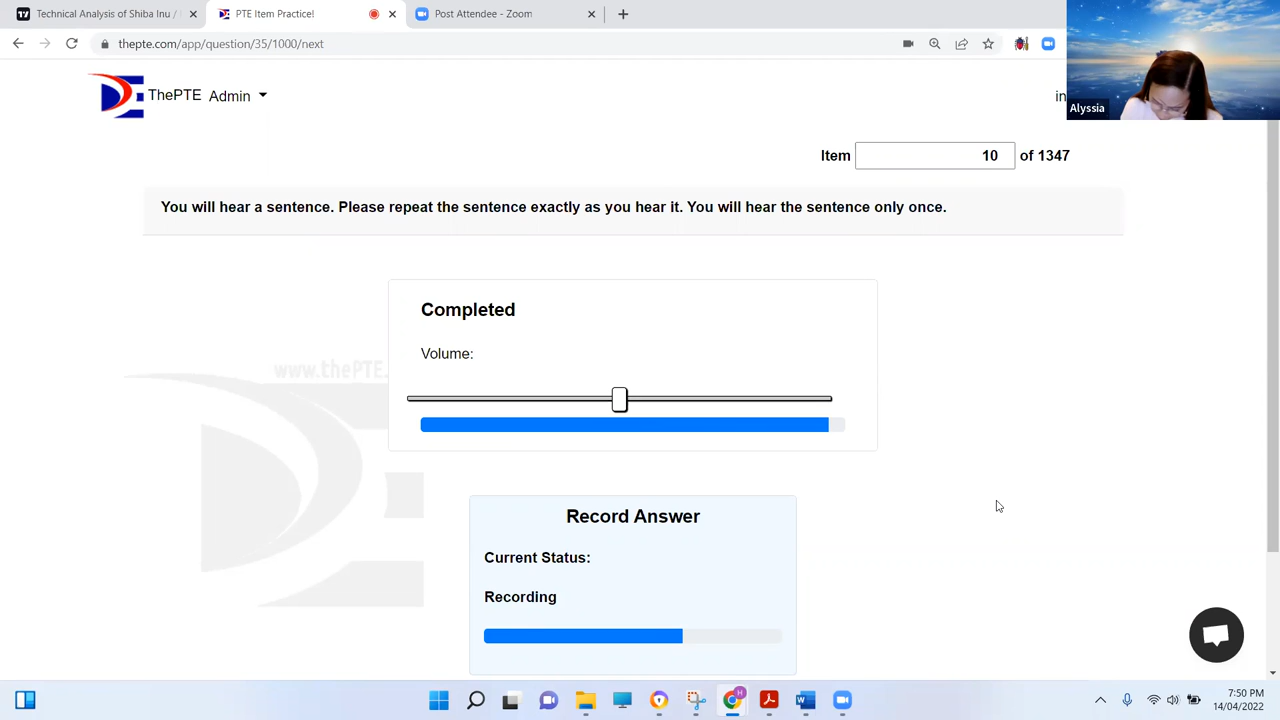 Technical Analysis of Shiba Inu /
PTE Item Practice!
Post Attendee - Zoom
thepte.com/app/question/35/1000/next
Alyssia
ThePTE Admin
in
Item 10 of 1347
You will hear a sentence. Please repeat the sentence exactly as you hear it. You will hear the sentence only once.
Completed
www.thePTE.
Volume:
Record Answer
Current Status:
Recording
7:50 PM
14/04/2022